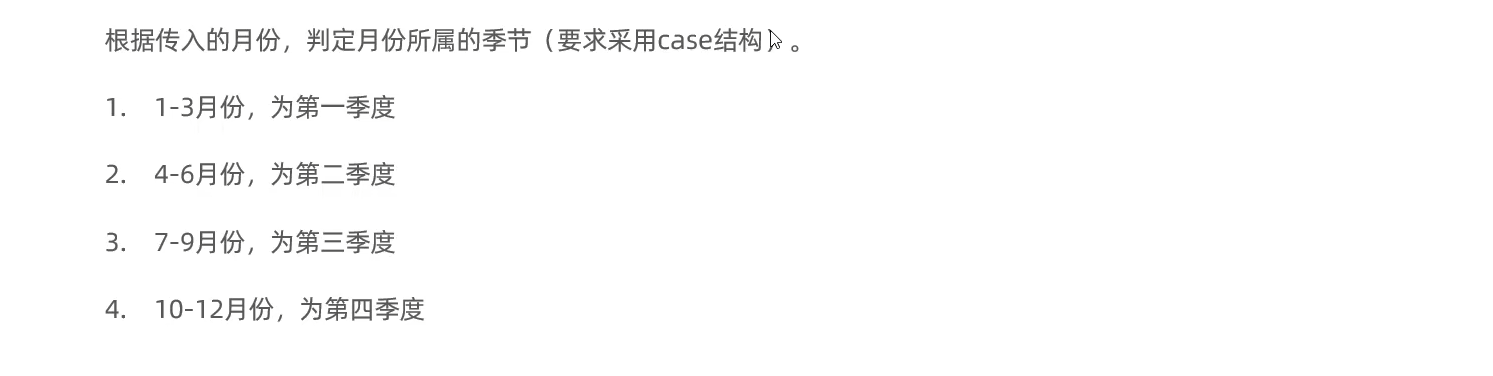 根据传入的月份，判定月份所属的季节（要求采用case结构）。
1. 1-3月份，为第一季度
2. 4-6月份，为第二季度
3. 7-9月份，为第三季度
4. 10-12月份，为第四季度